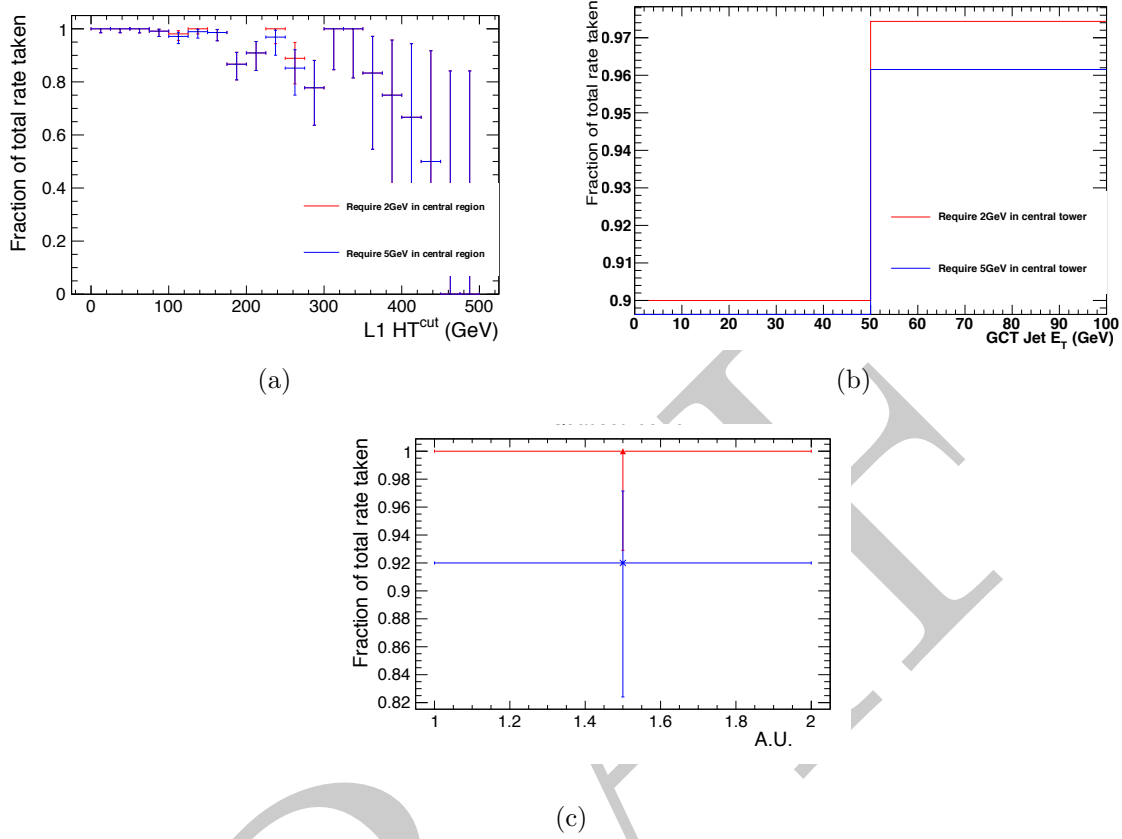 Fraction of total rate taken
1
0.8
0.6
0.4
0.2
0
Require 2GeV in central region
Require 5GeV in central region
0 100 200 300 400 500
L1 HT^cut (GeV)
(a)
Fraction of total rate taken
0.97
0.96
0.95
0.94
0.93
0.92
0.91
0.9
Require 2GeV in central tower
Require 5GeV in central tower
0 10 20 30 40 50 60 70 80 90 100
GCT Jet E_T (GeV)
(b)
Fraction of total rate taken
1
0.98
0.96
0.94
0.92
0.9
0.88
0.86
0.84
0.82
1 1.2 1.4 1.6 1.8 2
A.U.
(c)